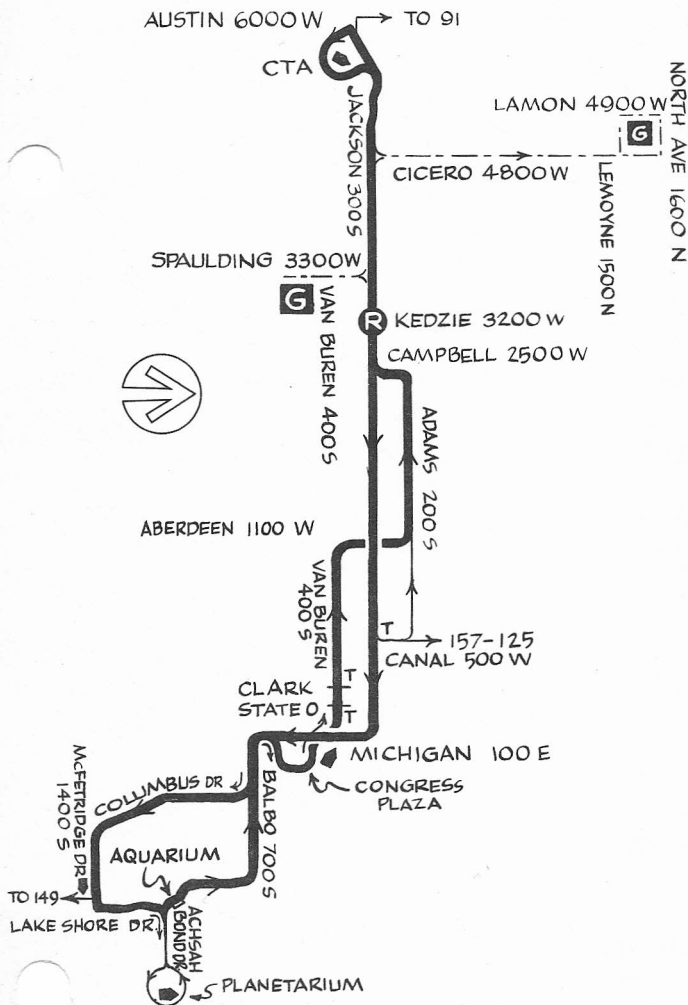 AUSTIN 6000 W
TO 91
CTA
JACKSON 300 S
LAMON 4900 W
G
NORTH AVE 1600 N
CICERO 4800W
LEMOYNE 1500N
SPAULDING 3300W
G
VAN BUREN 400 S
R KEDZIE 3200 W
CAMPBELL 2500 W
ADAMS 200 S
ABERDEEN 1100 W
VAN BUREN
400 S
T
157-125
CANAL 500 W
T
CLARK
STATE 0
T
MICHIGAN 100 E
CONGRESS
PLAZA
McFETRIDGE DR
1400 S
COLUMBUS DR
BALBO 700 S
AQUARIUM
TO 149
LAKE SHORE DR.
ACHSAH
BOND DR
PLANETARIUM